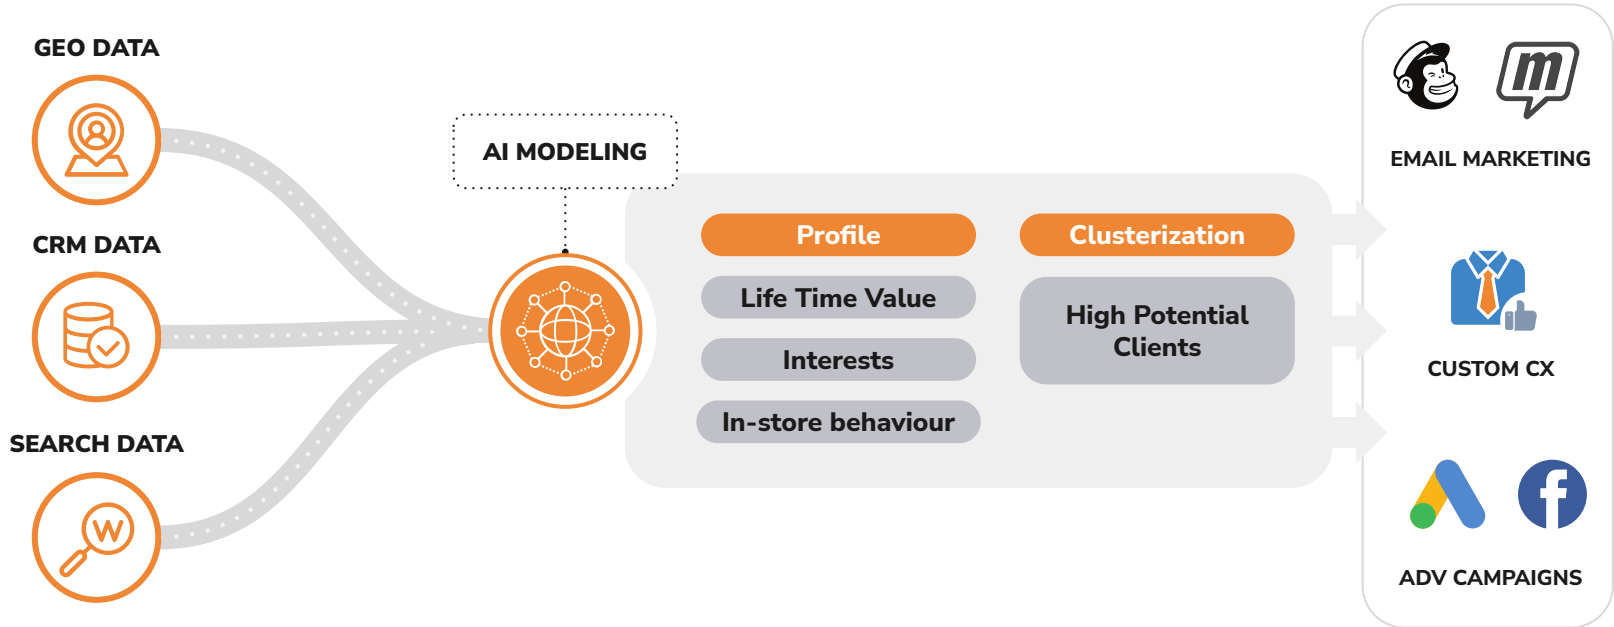 GEO DATA
CRM DATA
SEARCH DATA
W
AI MODELING
Profile
Life Time Value
Interests
In-store behaviour
Clusterization
High Potential
Clients
m
EMAIL MARKETING
CUSTOM CX
f
ADV CAMPAIGNS